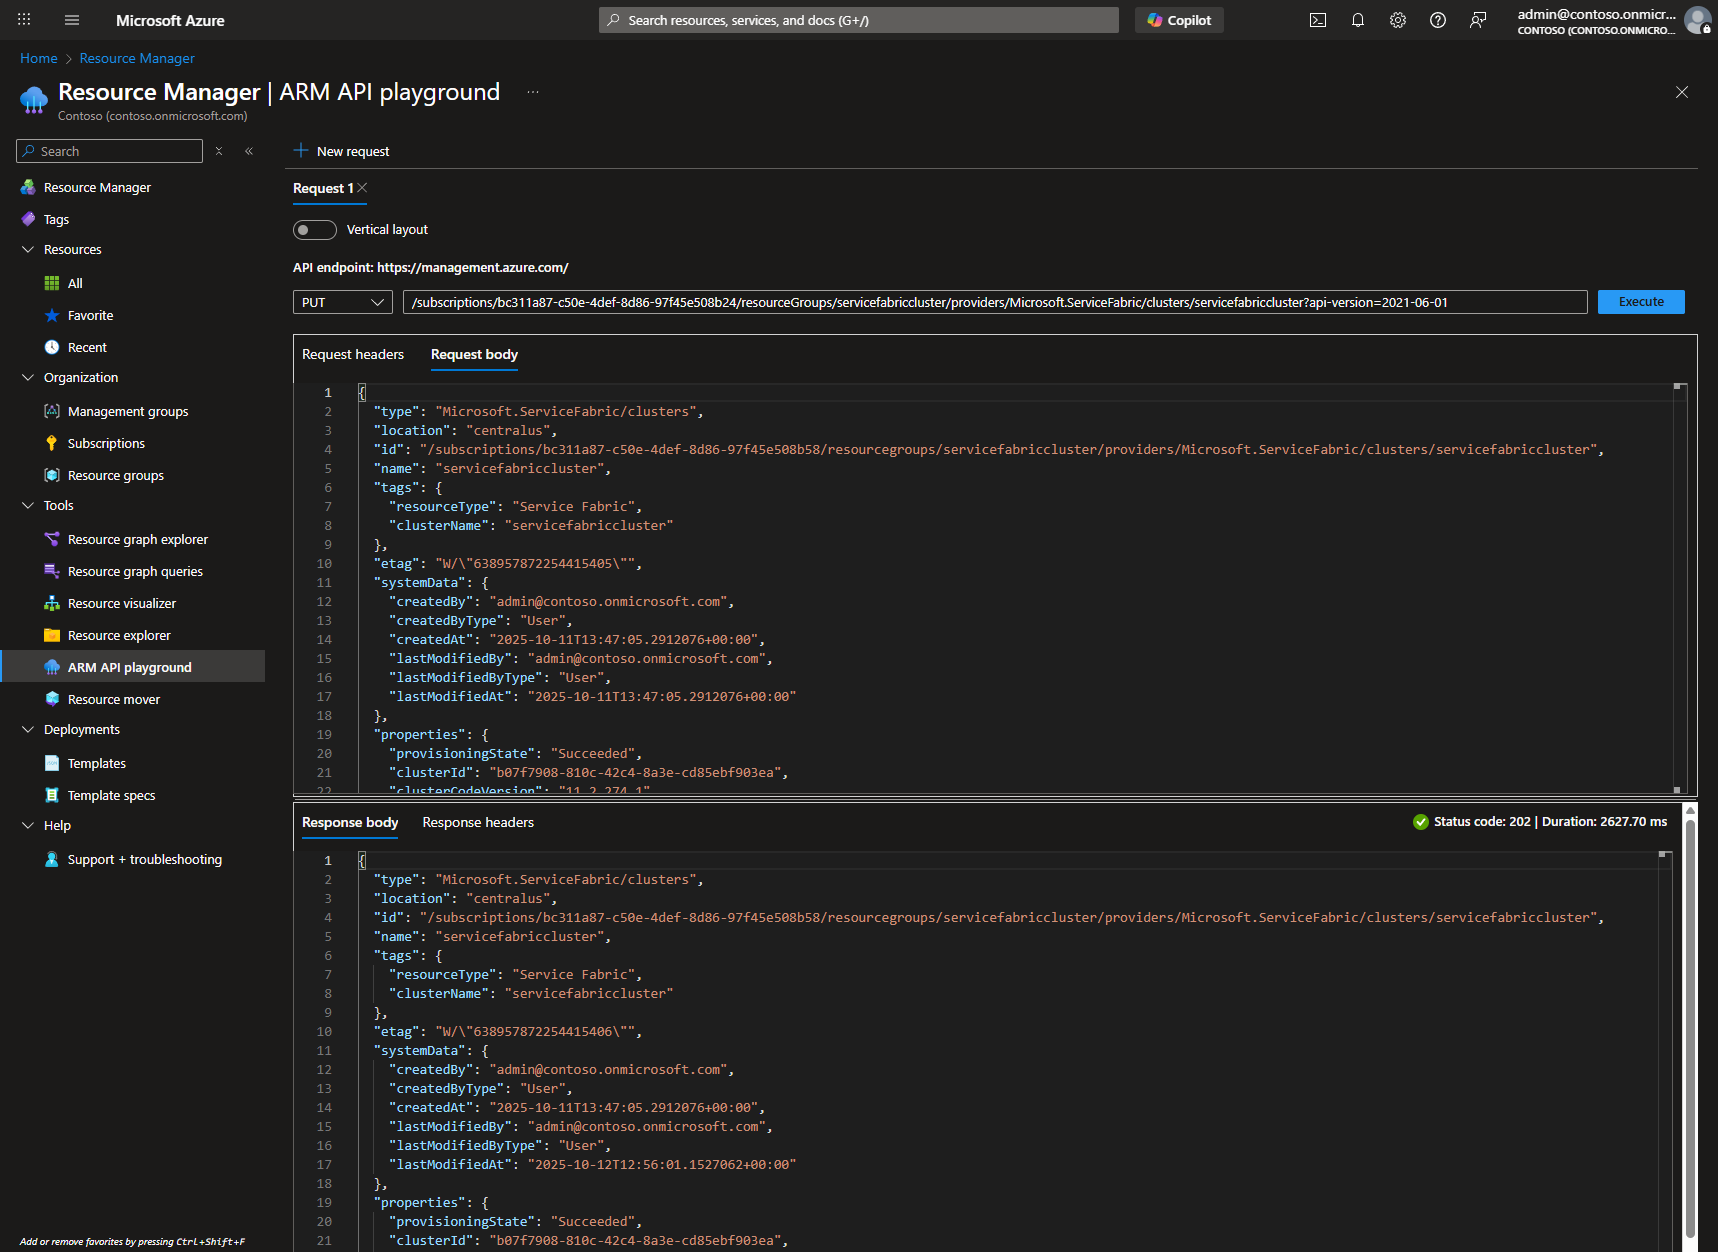 Microsoft Azure
Search resources, services, and docs (G+/)
Copilot
admin@contoso.onmicr...
CONTOSO (CONTOSO.ONMICRO...
Home > Resource Manager
Resource Manager | ARM API playground ...
Contoso (contoso.onmicrosoft.com)
Search
Resource Manager
Tags
Resources
All
Favorite
Recent
Organization
Management groups
Subscriptions
Resource groups
Tools
Resource graph explorer
Resource graph queries
Resource visualizer
Resource explorer
ARM API playground
Resource mover
Deployments
Templates
Template specs
Help
Support + troubleshooting
Add or remove favorites by pressing Ctrl+Shift+F
New request
Request 1
Vertical layout
API endpoint: https://management.azure.com/
PUT
/subscriptions/bc311a87-c50e-4def-8d86-97f45e508b24/resourceGroups/servicefabriccluster/providers/Microsoft.ServiceFabric/clusters/servicefabriccluster?api-version=2021-06-01
Execute
Request headers Request body
1 {
2 "type": "Microsoft.ServiceFabric/clusters",
3 "location": "centralus",
4 "id": "/subscriptions/bc311a87-c50e-4def-8d86-97f45e508b58/resourcegroups/servicefabriccluster/providers/Microsoft.ServiceFabric/clusters/servicefabriccluster",
5 "name": "servicefabriccluster",
6 "tags": {
7 "resourceType": "Service Fabric",
8 "clusterName": "servicefabriccluster"
9 },
10 "etag": "W/\"638957872254415405\"",
11 "systemData": {
12 "createdBy": "admin@contoso.onmicrosoft.com",
13 "createdByType": "User",
14 "createdAt": "2025-10-11T13:47:05.2912076+00:00",
15 "lastModifiedBy": "admin@contoso.onmicrosoft.com",
16 "lastModifiedByType": "User",
17 "lastModifiedAt": "2025-10-11T13:47:05.2912076+00:00"
18 },
19 "properties": {
20 "provisioningState": "Succeeded",
21 "clusterId": "b07f7908-810c-42c4-8a3e-cd85ebf903ea",
22 "clusterCodeVersion": "11.2.274.1"
Response body Response headers
Status code: 202 | Duration: 2627.70 ms
1 {
2 "type": "Microsoft.ServiceFabric/clusters",
3 "location": "centralus",
4 "id": "/subscriptions/bc311a87-c50e-4def-8d86-97f45e508b58/resourcegroups/servicefabriccluster/providers/Microsoft.ServiceFabric/clusters/servicefabriccluster",
5 "name": "servicefabriccluster",
6 "tags": {
7 "resourceType": "Service Fabric",
8 "clusterName": "servicefabriccluster"
9 },
10 "etag": "W/\"638957872254415406\"",
11 "systemData": {
12 "createdBy": "admin@contoso.onmicrosoft.com",
13 "createdByType": "User",
14 "createdAt": "2025-10-11T13:47:05.2912076+00:00",
15 "lastModifiedBy": "admin@contoso.onmicrosoft.com",
16 "lastModifiedByType": "User",
17 "lastModifiedAt": "2025-10-12T12:56:01.1527062+00:00"
18 },
19 "properties": {
20 "provisioningState": "Succeeded",
21 "clusterId": "b07f7908-810c-42c4-8a3e-cd85ebf903ea",